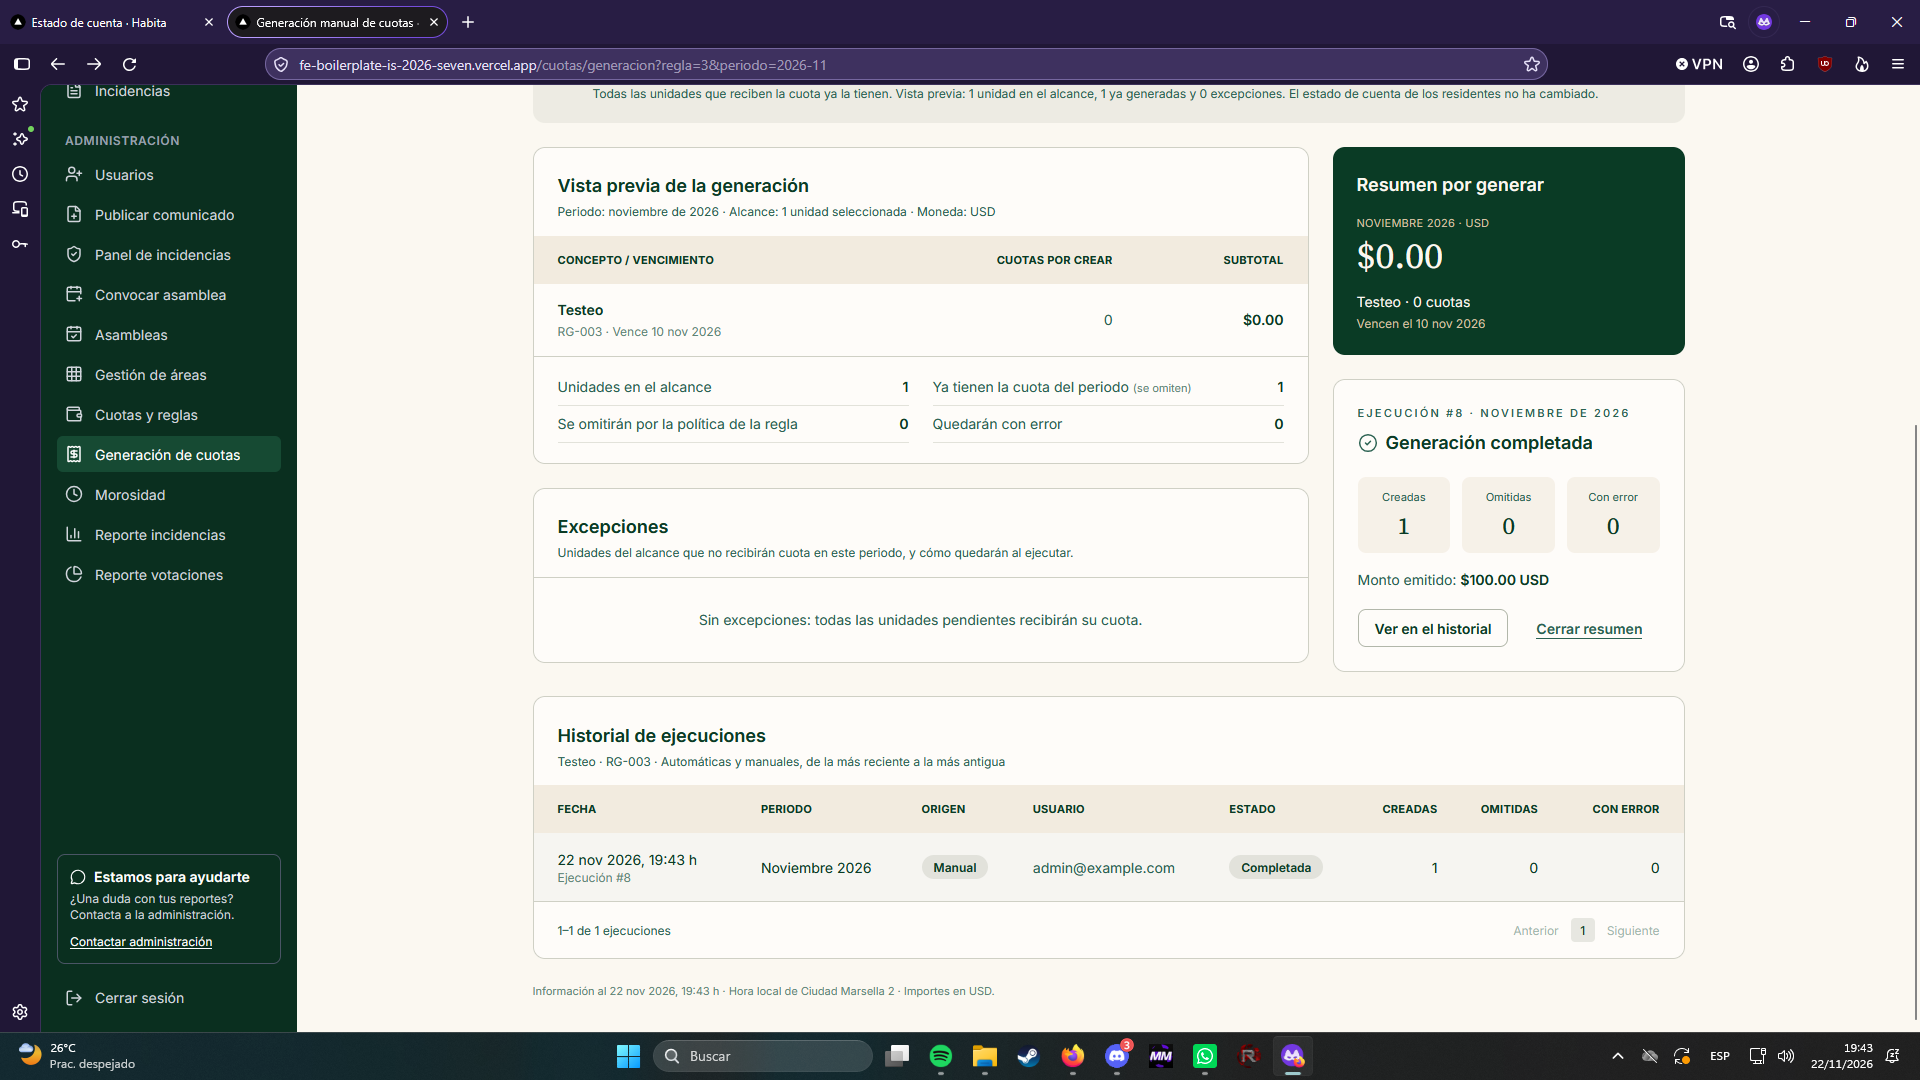 Estado de cuenta · Habita
Generación manual de cuotas
fe-boilerplate-is-2026-seven.vercel.app/cuotas/generacion?regla=3&periodo=2026-11
VPN
Incidencias
ADMINISTRACIÓN
Usuarios
Publicar comunicado
Panel de incidencias
Convocar asamblea
Asambleas
Gestión de áreas
Cuotas y reglas
Generación de cuotas
Morosidad
Reporte incidencias
Reporte votaciones
Estamos para ayudarte
¿Una duda con tus reportes?
Contacta a la administración.
Contactar administración
Cerrar sesión
Todas las unidades que reciben la cuota ya la tienen. Vista previa: 1 unidad en el alcance, 1 ya generadas y 0 excepciones. El estado de cuenta de los residentes no ha cambiado.
Vista previa de la generación
Periodo: noviembre de 2026 · Alcance: 1 unidad seleccionada · Moneda: USD
CONCEPTO / VENCIMIENTO CUOTAS POR CREAR SUBTOTAL
Testeo
RG-003 · Vence 10 nov 2026
0 $0.00
Unidades en el alcance 1
Ya tienen la cuota del periodo (se omiten) 1
Se omitirán por la política de la regla 0
Quedarán con error 0
Excepciones
Unidades del alcance que no recibirán cuota en este periodo, y cómo quedarán al ejecutar.
Sin excepciones: todas las unidades pendientes recibirán su cuota.
Resumen por generar
NOVIEMBRE 2026 · USD
$0.00
Testeo · 0 cuotas
Vencen el 10 nov 2026
EJECUCIÓN #8 · NOVIEMBRE DE 2026
Generación completada
Creadas Omitidas Con error
1 0 0
Monto emitido: $100.00 USD
Ver en el historial Cerrar resumen
Historial de ejecuciones
Testeo · RG-003 · Automáticas y manuales, de la más reciente a la más antigua
FECHA PERIODO ORIGEN USUARIO ESTADO CREADAS OMITIDAS CON ERROR
22 nov 2026, 19:43 h
Ejecución #8
Noviembre 2026 Manual admin@example.com Completada 1 0 0
1–1 de 1 ejecuciones
Anterior 1 Siguiente
Información al 22 nov 2026, 19:43 h · Hora local de Ciudad Marsella 2 · Importes en USD.
26°C
Prac. despejado
Buscar
3
ESP
19:43
22/11/2026